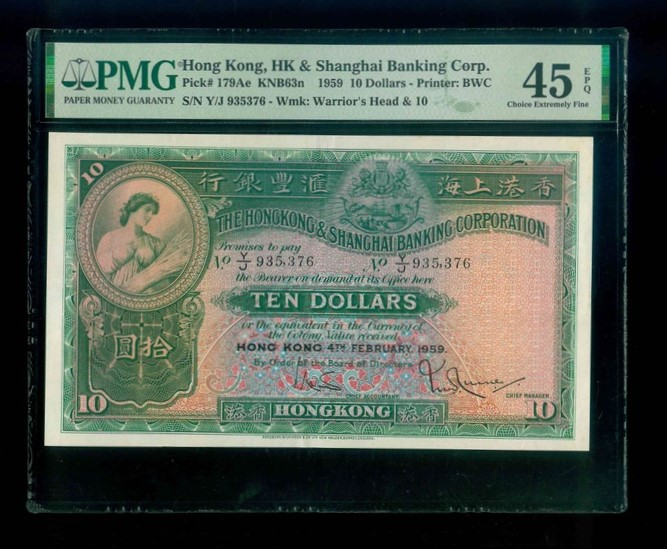 PMG
PAPER MONEY GUARANTY
Hong Kong, HK & Shanghai Banking Corp.
Pick# 179Ae KNB63n 1959 10 Dollars - Printer: BWC
S/N Y/J 935376 - Wmk: Warrior's Head & 10
45 EPQ
Choice Extremely Fine
10
行銀豐滙 海上港香
THE HONGKONG & SHANGHAI BANKING CORPORATION
Promises to pay
No Y/J 935,376 No Y/J 935,376
the Bearer on demand at its Office here
TEN DOLLARS
or the equivalent in the Currency of
the Colony, Value received
HONG KONG 4TH FEBRUARY, 1959.
By Order of the Board of Directors
圓拾
CHIEF ACCOUNTANT CHIEF MANAGER
10 港香 HONGKONG 港香 10